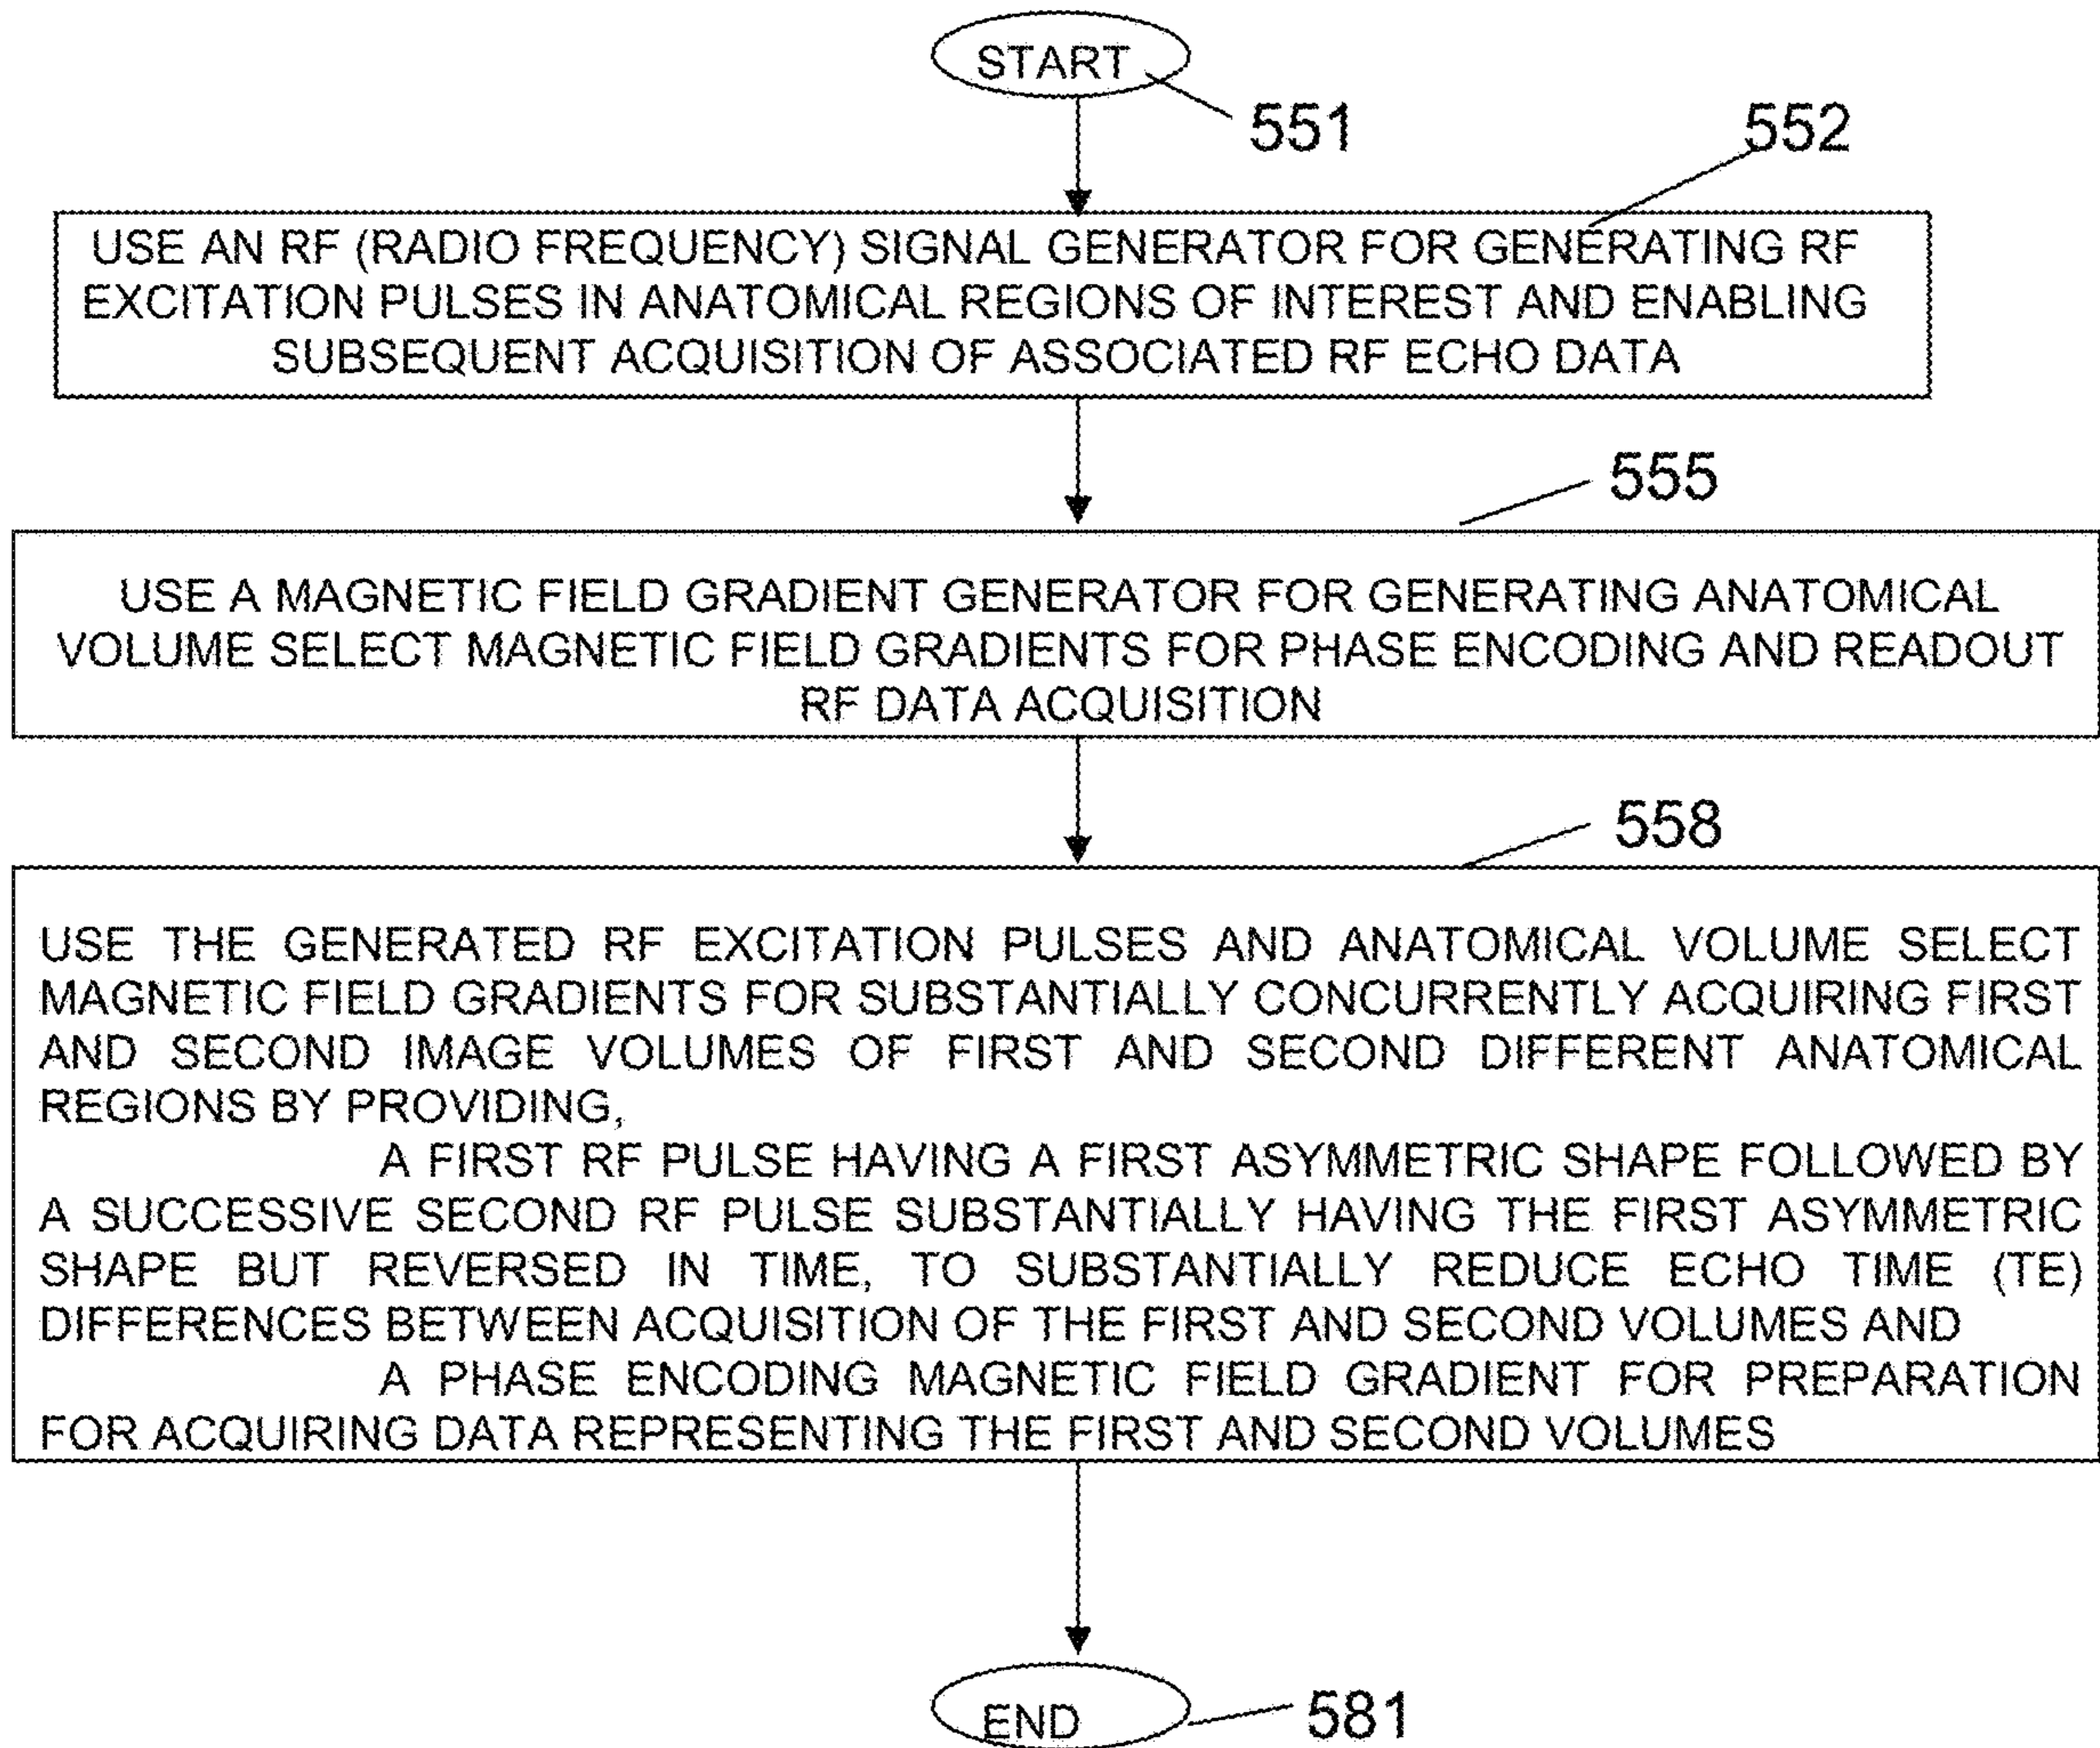 START
551
552
USE AN RF (RADIO FREQUENCY) SIGNAL GENERATOR FOR GENERATING RF
EXCITATION PULSES IN ANATOMICAL REGIONS OF INTEREST AND ENABLING
SUBSEQUENT ACQUISITION OF ASSOCIATED RF ECHO DATA
555
USE A MAGNETIC FIELD GRADIENT GENERATOR FOR GENERATING ANATOMICAL
VOLUME SELECT MAGNETIC FIELD GRADIENTS FOR PHASE ENCODING AND READOUT
RF DATA ACQUISITION
558
USE THE GENERATED RF EXCITATION PULSES AND ANATOMICAL VOLUME SELECT
MAGNETIC FIELD GRADIENTS FOR SUBSTANTIALLY CONCURRENTLY ACQUIRING FIRST
AND SECOND IMAGE VOLUMES OF FIRST AND SECOND DIFFERENT ANATOMICAL
REGIONS BY PROVIDING,
A FIRST RF PULSE HAVING A FIRST ASYMMETRIC SHAPE FOLLOWED BY
A SUCCESSIVE SECOND RF PULSE SUBSTANTIALLY HAVING THE FIRST ASYMMETRIC
SHAPE BUT REVERSED IN TIME, TO SUBSTANTIALLY REDUCE ECHO TIME (TE)
DIFFERENCES BETWEEN ACQUISITION OF THE FIRST AND SECOND VOLUMES AND
A PHASE ENCODING MAGNETIC FIELD GRADIENT FOR PREPARATION
FOR ACQUIRING DATA REPRESENTING THE FIRST AND SECOND VOLUMES
END
581